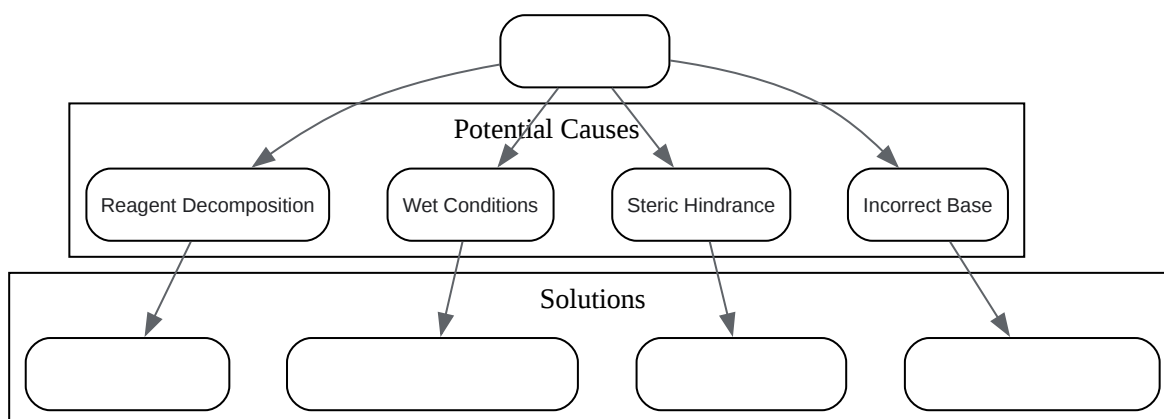 Potential Causes
Reagent Decomposition
Wet Conditions
Steric Hindrance
Incorrect Base
Solutions